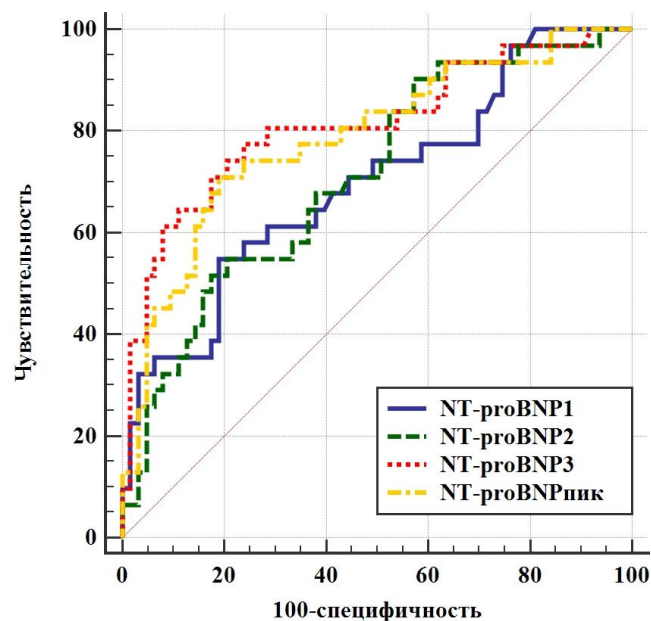 Чувствительность
100
80
60
40
20
0
NT-proBNP1
NT-proBNP2
NT-proBNP3
NT-proBNPпик
0 20 40 60 80 100
100-специфичность